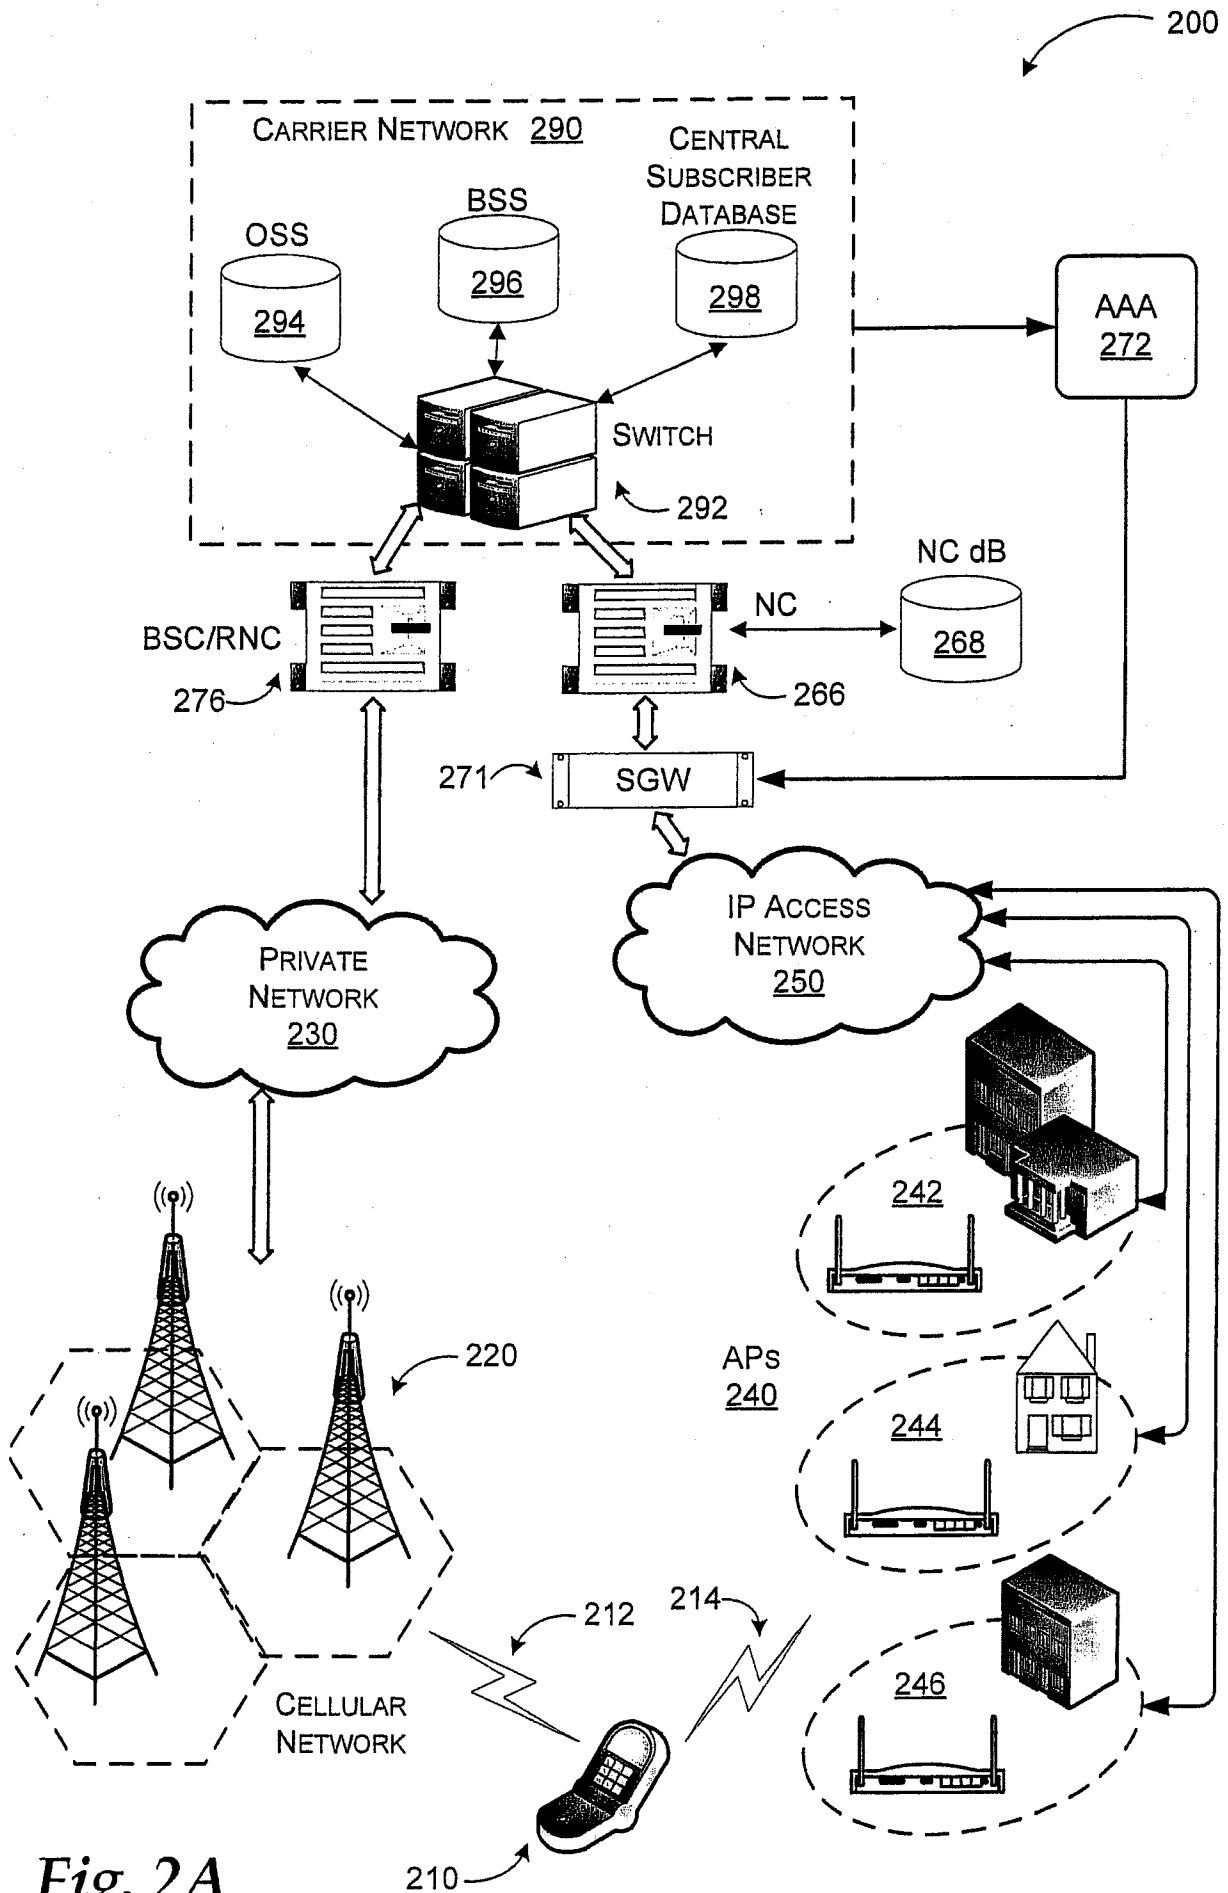 200
CARRIER NETWORK 290
CENTRAL
SUBSCRIBER
DATABASE
298
BSS
296
OSS
294
AAA
272
SWITCH
292
NC dB
268
NC
BSC/RNC
276
266
271
SGW
IP ACCESS
NETWORK
250
PRIVATE
NETWORK
230
242
220
APs
240
244
212
214
246
CELLULAR
NETWORK
210
Fig. 2A